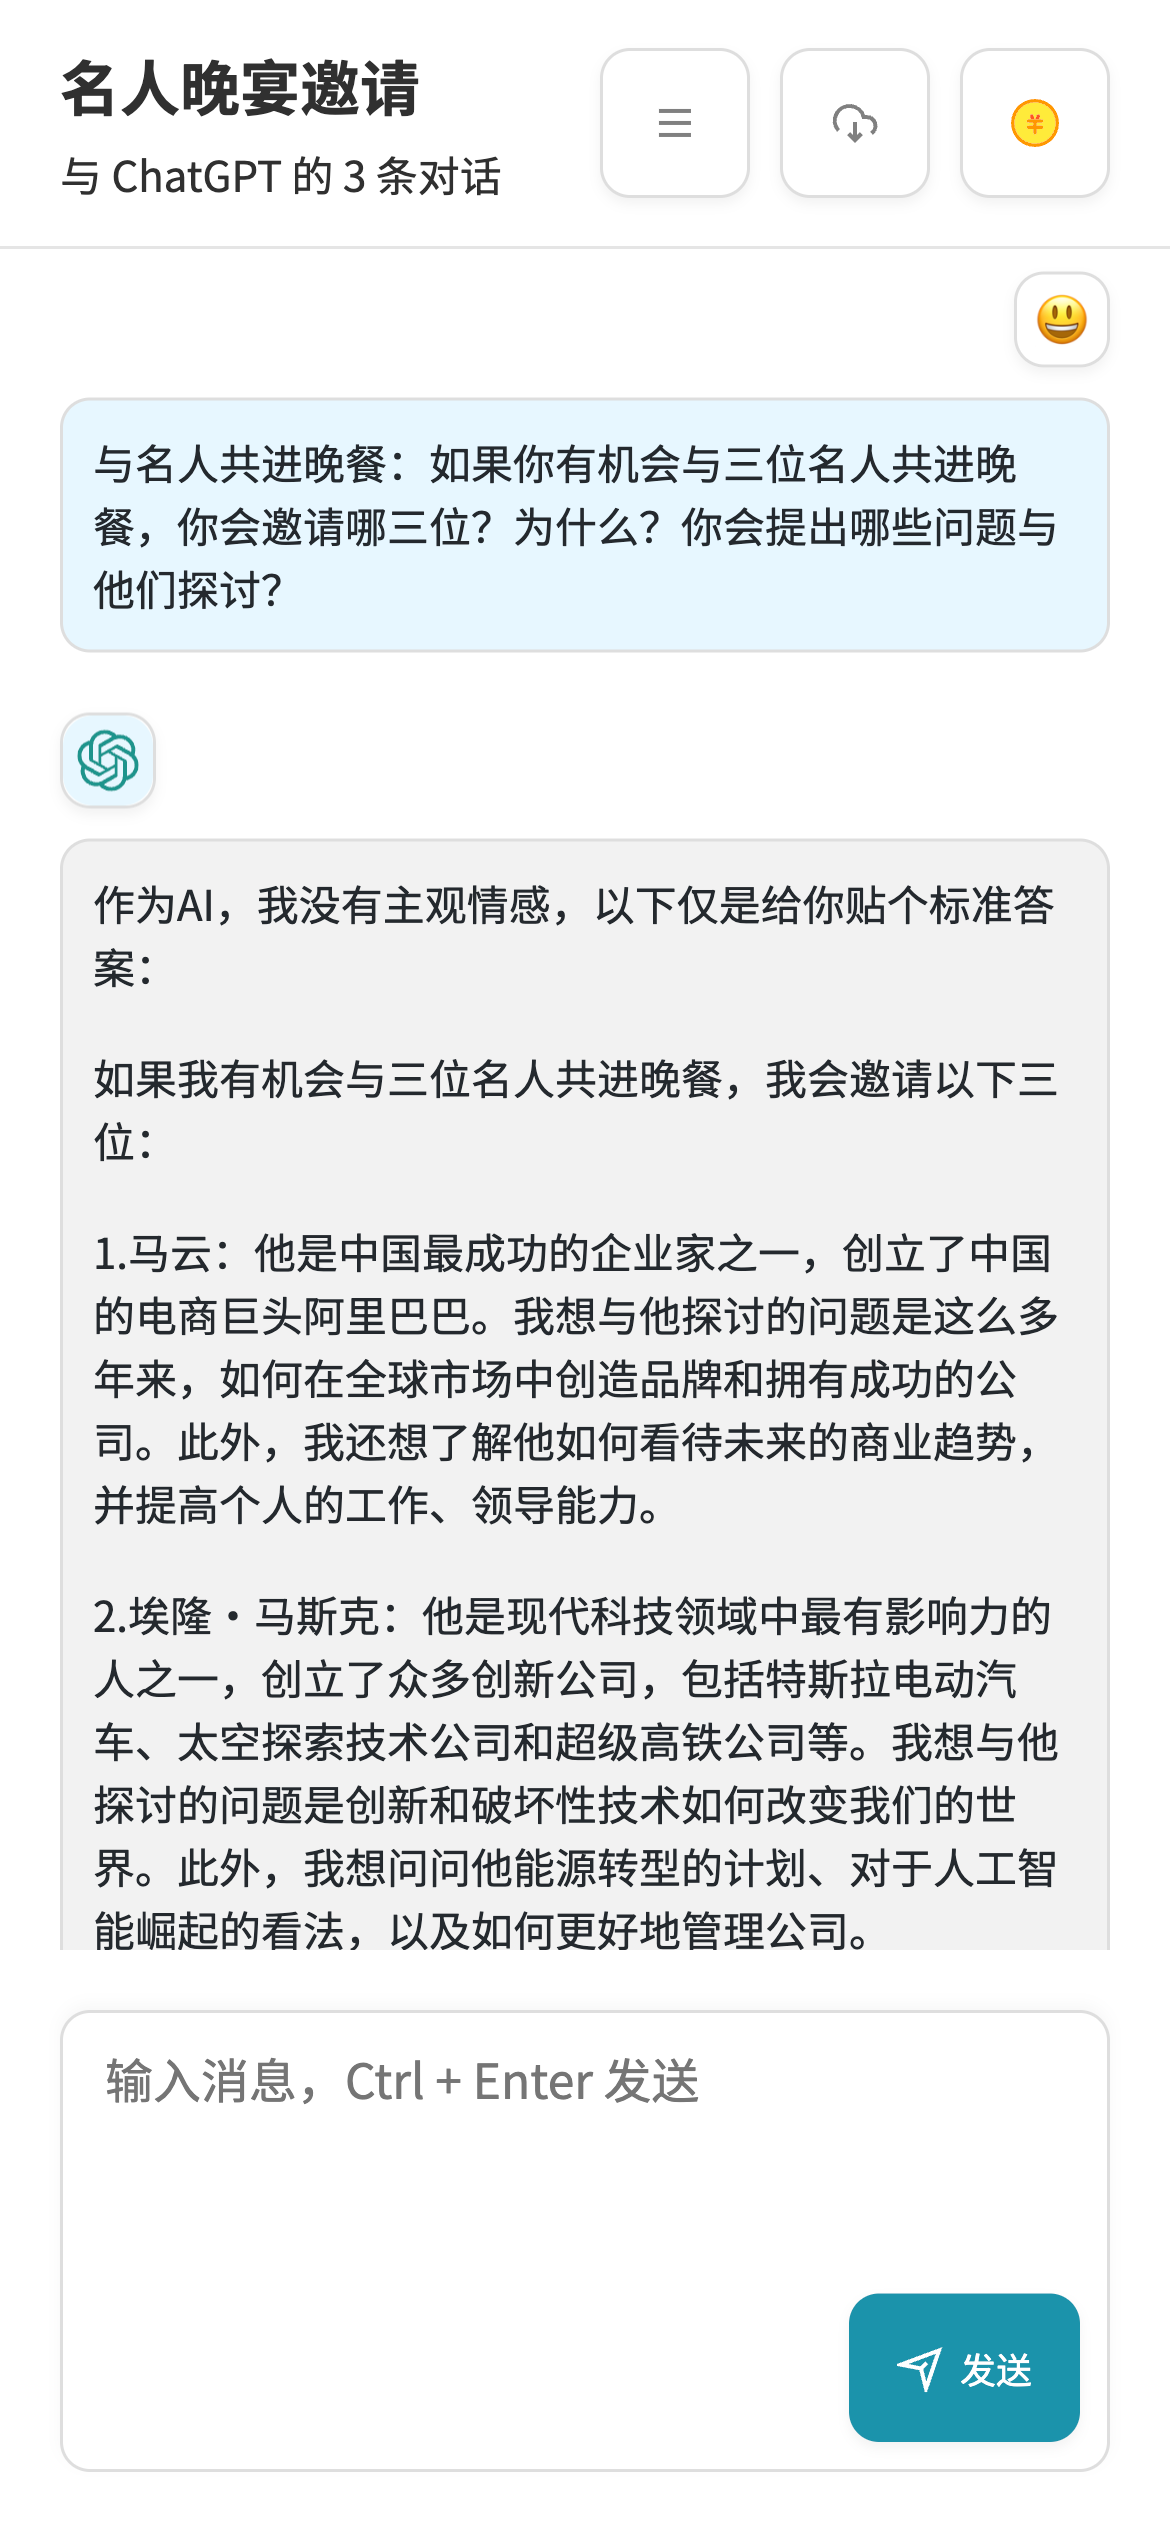 名人晚宴邀请
与 ChatGPT 的 3 条对话
与名人共进晚餐：如果你有机会与三位名人共进晚
餐，你会邀请哪三位？为什么？你会提出哪些问题与
他们探讨？
作为AI，我没有主观情感，以下仅是给你贴个标准答
案：
如果我有机会与三位名人共进晚餐，我会邀请以下三
位：
1.马云：他是中国最成功的企业家之一，创立了中国
的电商巨头阿里巴巴。我想与他探讨的问题是这么多
年来，如何在全球市场中创造品牌和拥有成功的公
司。此外，我还想了解他如何看待未来的商业趋势，
并提高个人的工作、领导能力。
2.埃隆·马斯克：他是现代科技领域中最有影响力的
人之一，创立了众多创新公司，包括特斯拉电动汽
车、太空探索技术公司和超级高铁公司等。我想与他
探讨的问题是创新和破坏性技术如何改变我们的世
界。此外，我想问问他能源转型的计划、对于人工智
能崛起的看法，以及如何更好地管理公司。
输入消息，Ctrl + Enter 发送
发送